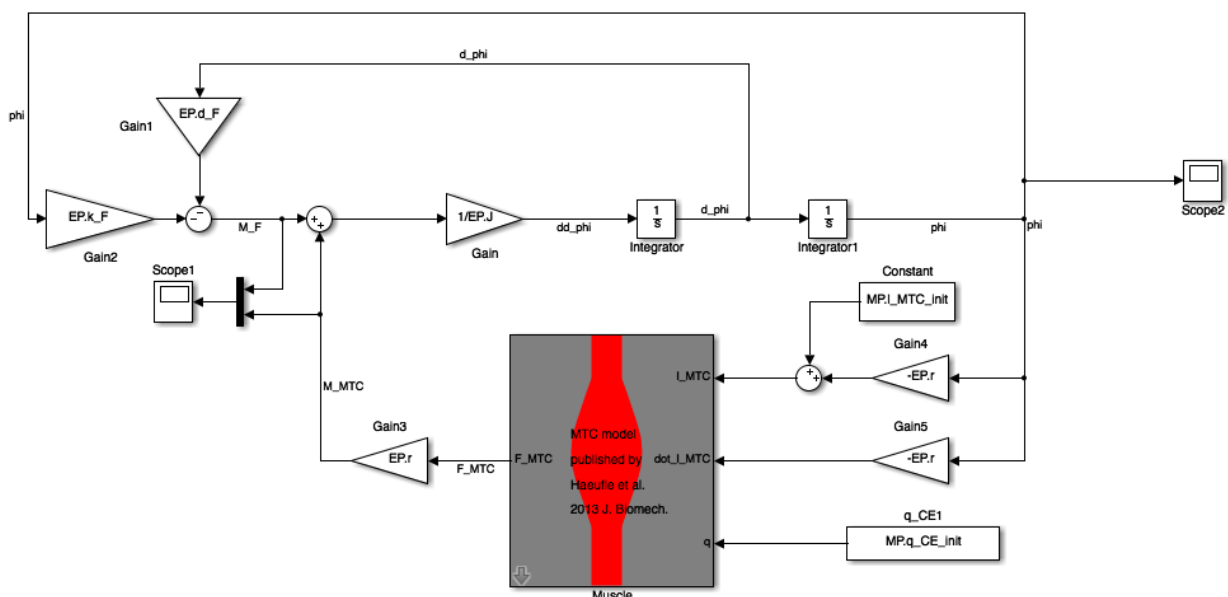 d_phi
EP.d_F
phi
Gain1
EP.k_F
M_F
1/EP.J
dd_phi
1
s
d_phi
1
s
phi
phi
Scope2
Gain2
Gain
Integrator
Integrator1
Scope1
Constant
MP.l_MTC_init
Gain4
l_MTC
-EP.r
M_MTC
Gain3
Gain5
EP.r
F_MTC
F_MTC
MTC model
published by
Haeufle et al.
2013 J. Biomech.
dot_l_MTC
-EP.r
q_CE1
q
MP.q_CE_init
Muscle